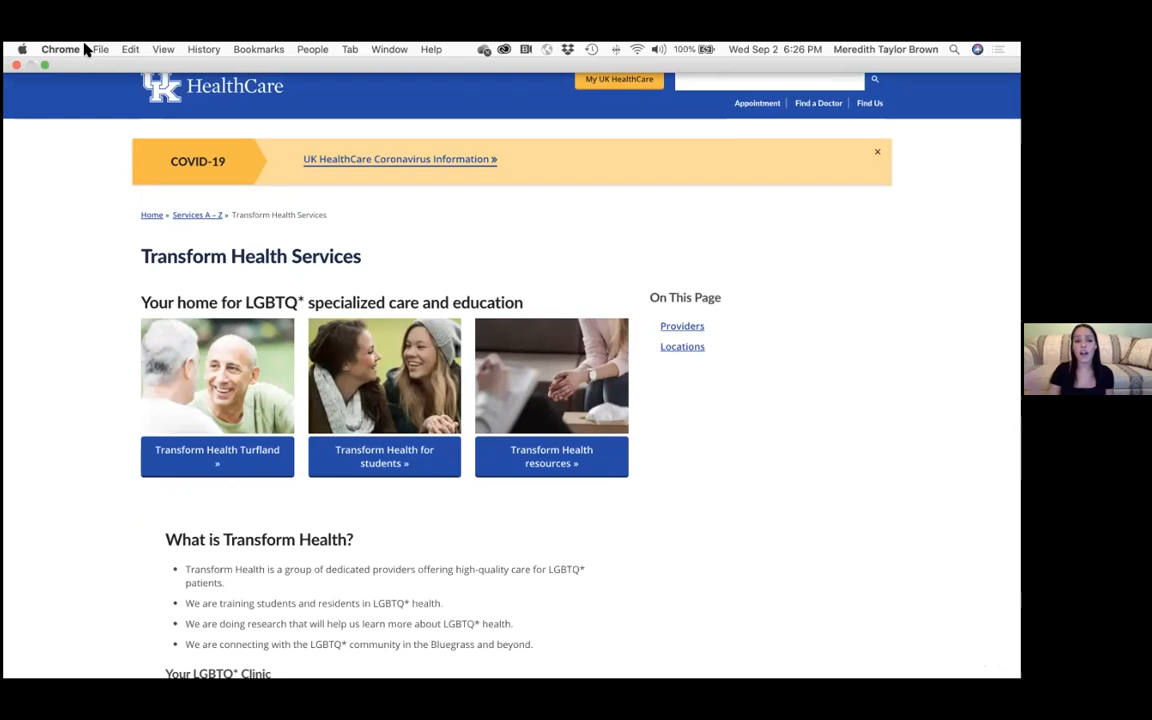 Chrome File Edit View History Bookmarks People Tab Window Help 100% Wed Sep 2 6:26 PM Meredith Taylor Brown
UK HealthCare
My UK HealthCare
Appointment Find a Doctor Find Us
COVID-19
UK HealthCare Coronavirus Information »
×
Home » Services A – Z » Transform Health Services
Transform Health Services
Your home for LGBTQ* specialized care and education
On This Page
Providers
Locations
Transform Health Turfland
»
Transform Health for
students »
Transform Health
resources »
What is Transform Health?
• Transform Health is a group of dedicated providers offering high-quality care for LGBTQ*
patients.
• We are training students and residents in LGBTQ* health.
• We are doing research that will help us learn more about LGBTQ* health.
• We are connecting with the LGBTQ* community in the Bluegrass and beyond.
Your LGBTQ* Clinic